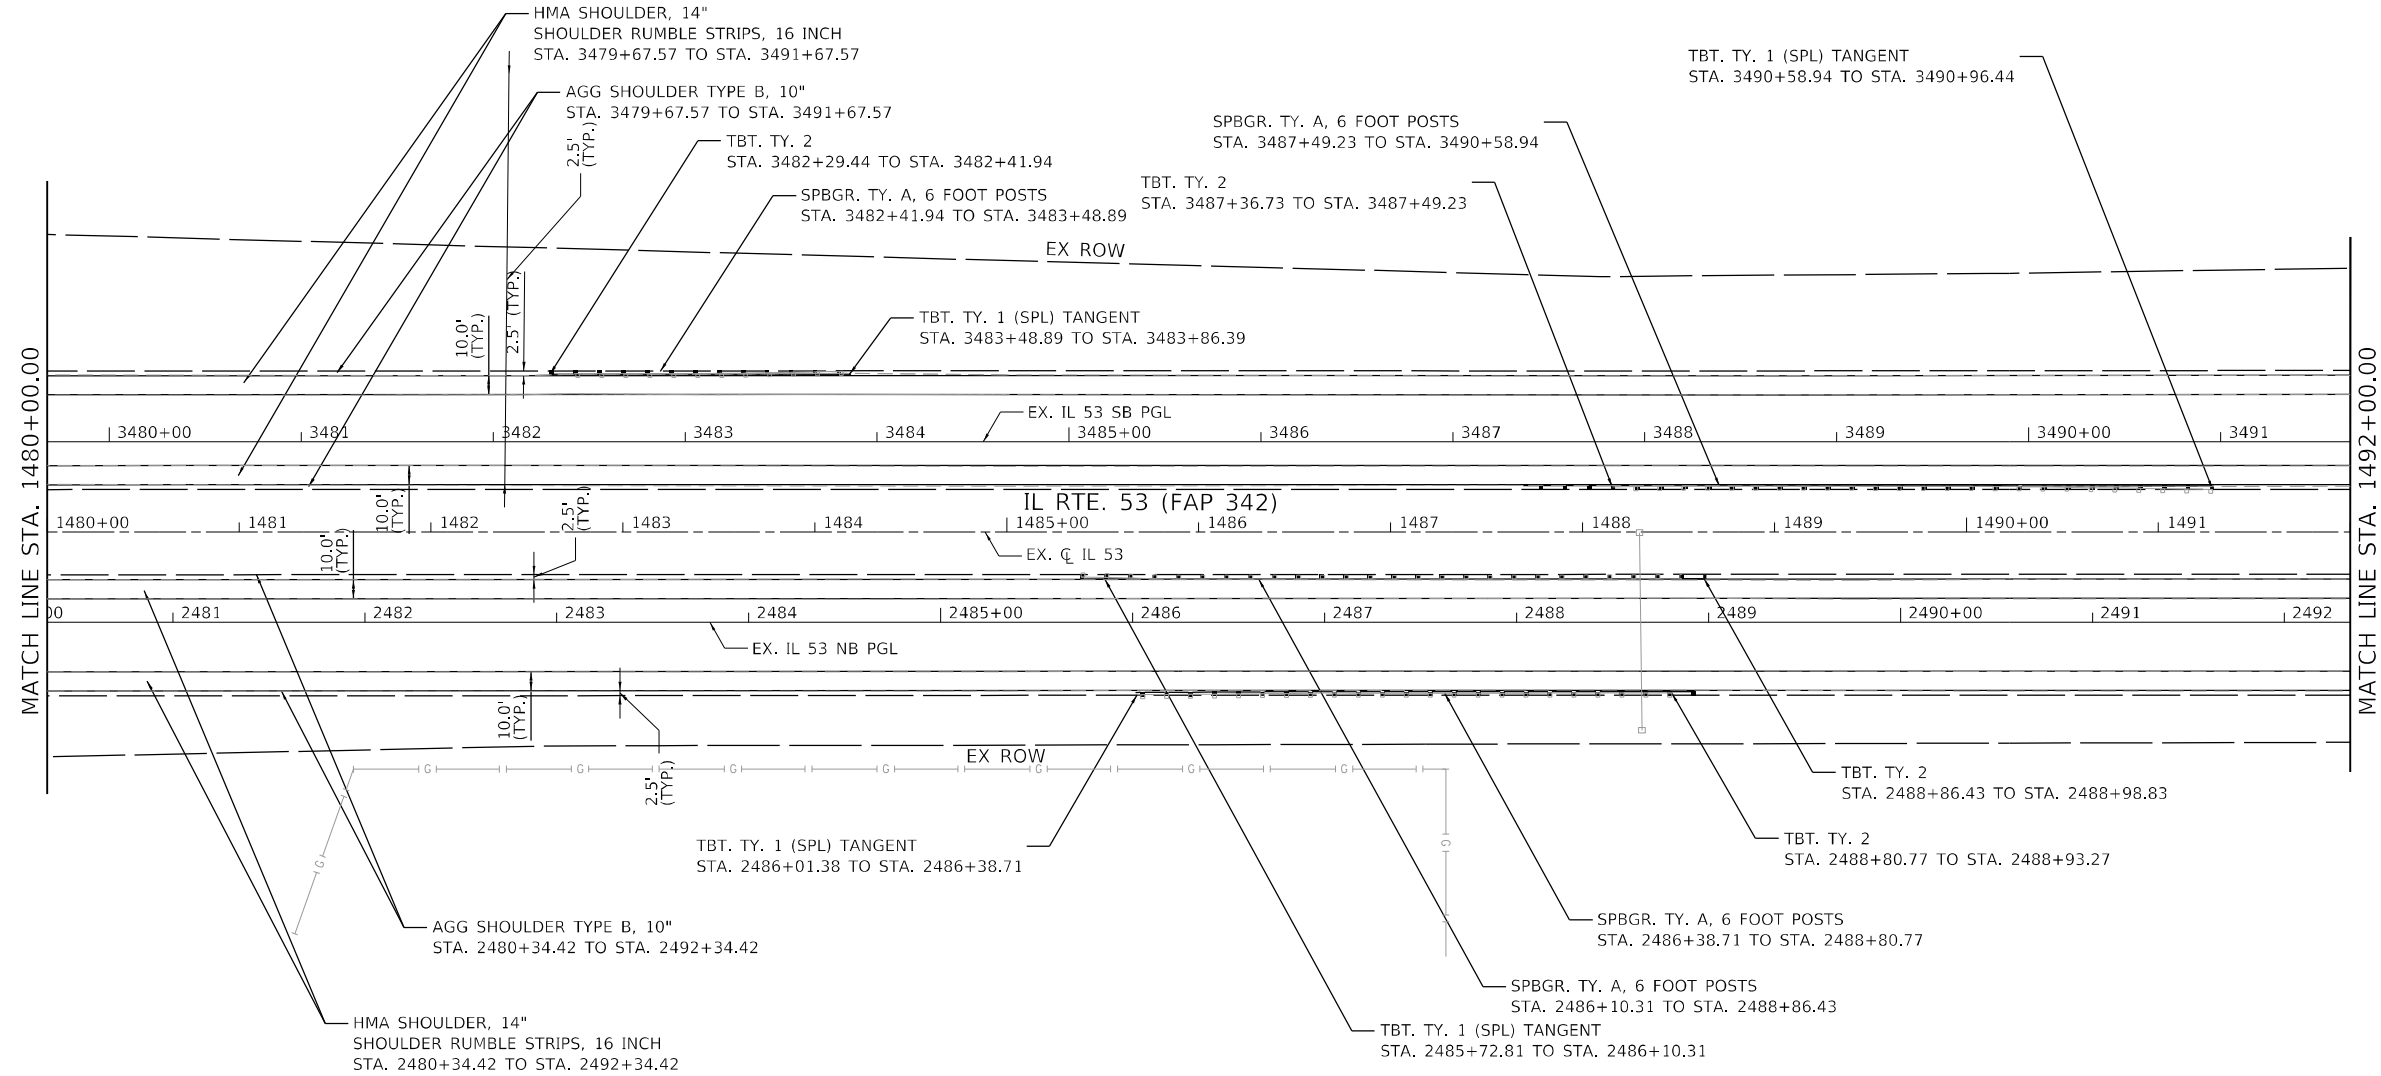 HMA SHOULDER, 14"
SHOULDER RUMBLE STRIPS, 16 INCH
STA. 3479+67.57 TO STA. 3491+67.57
AGG SHOULDER TYPE B, 10"
STA. 3479+67.57 TO STA. 3491+67.57
2.5'
(TYP.)
TBT. TY. 2
STA. 3482+29.44 TO STA. 3482+41.94
SPBGR. TY. A, 6 FOOT POSTS
STA. 3482+41.94 TO STA. 3483+48.89
TBT. TY. 1 (SPL) TANGENT
STA. 3490+58.94 TO STA. 3490+96.44
SPBGR. TY. A, 6 FOOT POSTS
STA. 3487+49.23 TO STA. 3490+58.94
TBT. TY. 2
STA. 3487+36.73 TO STA. 3487+49.23
EX ROW
TBT. TY. 1 (SPL) TANGENT
STA. 3483+48.89 TO STA. 3483+86.39
10.0'
(TYP.)
2.5' (TYP.)
MATCH LINE STA. 1480+00.00
MATCH LINE STA. 1492+00.00
EX. IL 53 SB PGL
3480+00 3481 3482 3483 3484 3485+00 3486 3487 3488 3489 3490+00 3491
IL RTE. 53 (FAP 342)
10.0'
(TYP.)
2.5'
(TYP.)
1480+00 1481 1482 1483 1484 1485+00 1486 1487 1488 1489 1490+00 1491
10.0'
(TYP.)
EX. ℄ IL 53
00 2481 2482 2483 2484 2485+00 2486 2487 2488 2489 2490+00 2491 2492
EX. IL 53 NB PGL
10.0'
(TYP.)
2.5'
(TYP.)
EX ROW
G G G G G G G
G
G
TBT. TY. 2
STA. 2488+86.43 TO STA. 2488+98.83
TBT. TY. 2
STA. 2488+80.77 TO STA. 2488+93.27
TBT. TY. 1 (SPL) TANGENT
STA. 2486+01.38 TO STA. 2486+38.71
AGG SHOULDER TYPE B, 10"
STA. 2480+34.42 TO STA. 2492+34.42
SPBGR. TY. A, 6 FOOT POSTS
STA. 2486+38.71 TO STA. 2488+80.77
SPBGR. TY. A, 6 FOOT POSTS
STA. 2486+10.31 TO STA. 2488+86.43
HMA SHOULDER, 14"
SHOULDER RUMBLE STRIPS, 16 INCH
STA. 2480+34.42 TO STA. 2492+34.42
TBT. TY. 1 (SPL) TANGENT
STA. 2485+72.81 TO STA. 2486+10.31